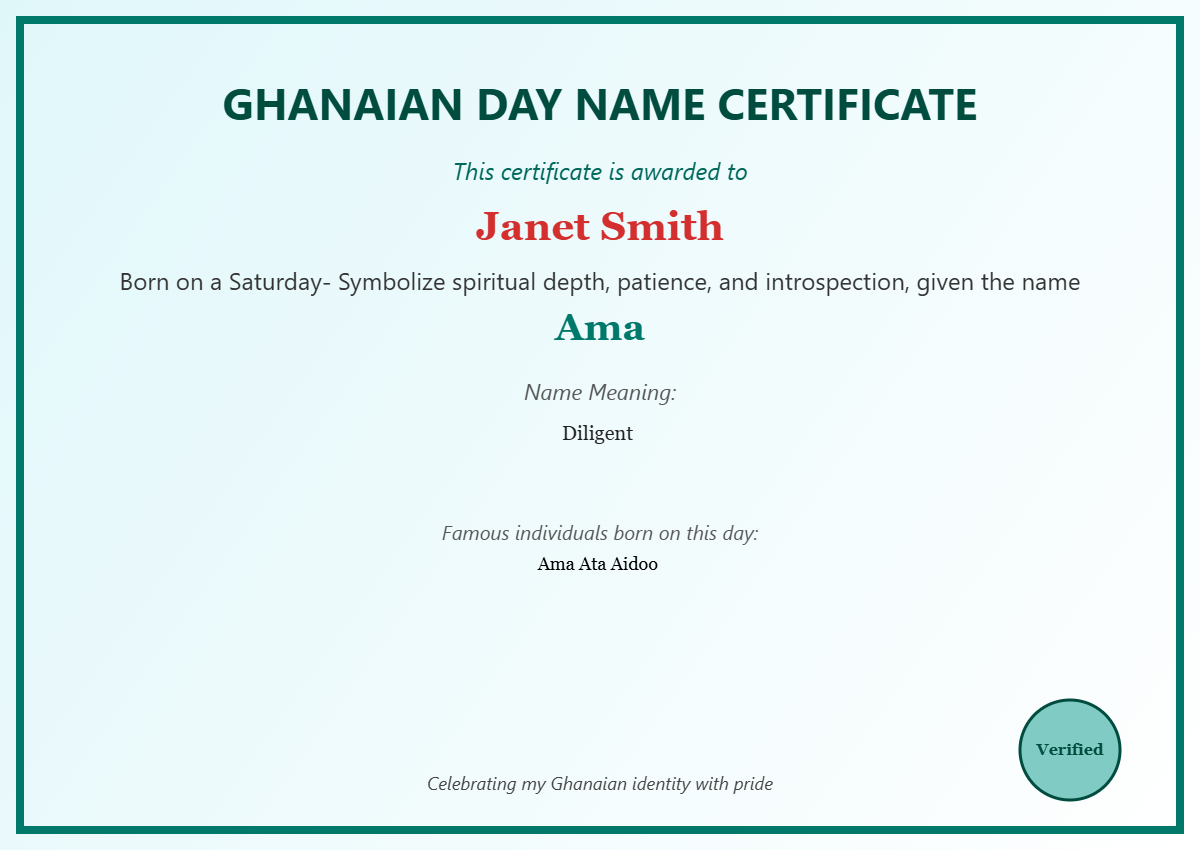 GHANAIAN DAY NAME CERTIFICATE
This certificate is awarded to
Janet Smith
Born on a Saturday- Symbolize spiritual depth, patience, and introspection, given the name
Ama
Name Meaning:
Diligent
Famous individuals born on this day:
Ama Ata Aidoo
Verified
Celebrating my Ghanaian identity with pride